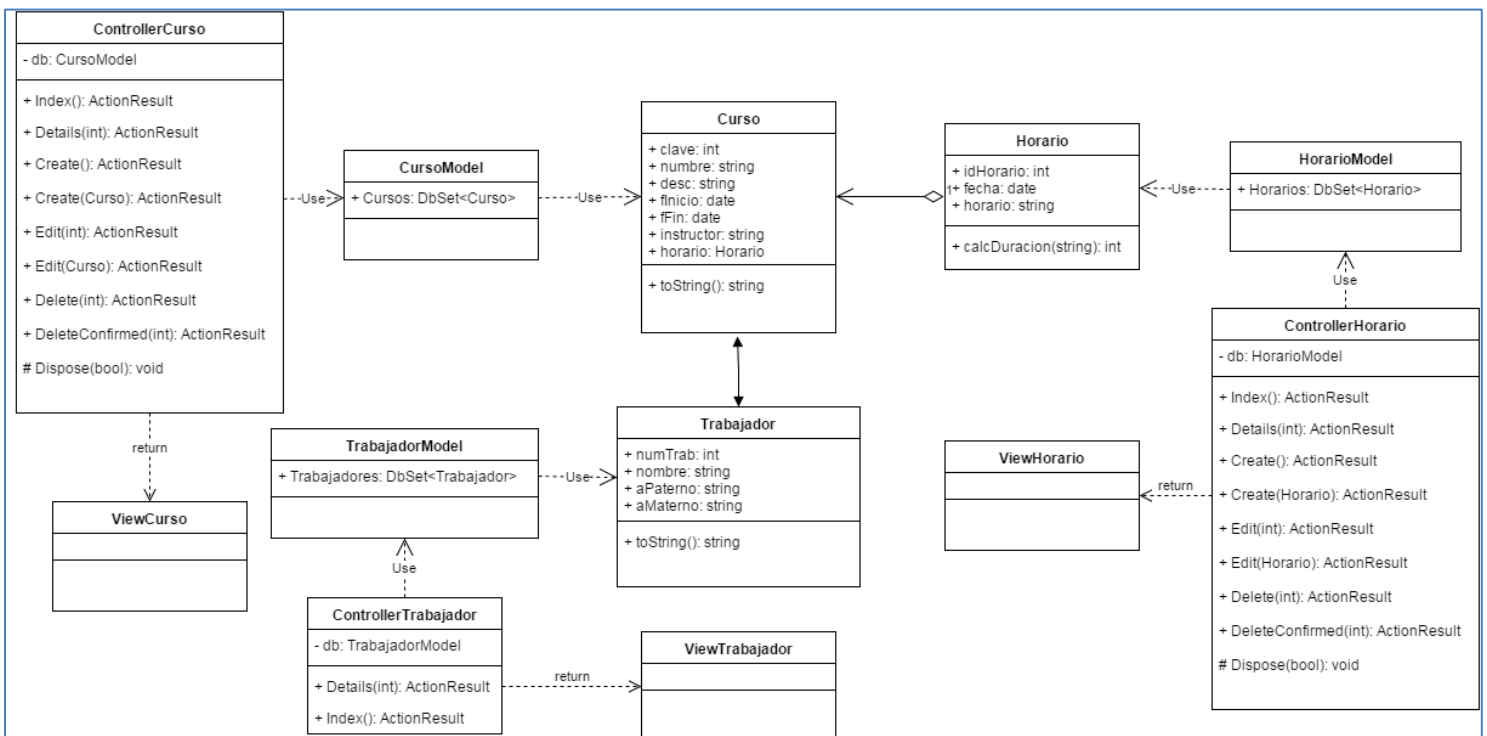 ControllerCurso
- db: CursoModel
+ Index(): ActionResult
+ Details(int): ActionResult
+ Create(): ActionResult
+ Create(Curso): ActionResult
+ Edit(int): ActionResult
+ Edit(Curso): ActionResult
+ Delete(int): ActionResult
+ DeleteConfirmed(int): ActionResult
# Dispose(bool): void
Use
CursoModel
+ Cursos: DbSet<Curso>
Use
Curso
+ clave: int
+ numbre: string
+ desc: string
+ fInicio: date
+ fFin: date
+ instructor: string
+ horario: Horario
+ toString(): string
1
Horario
+ idHorario: int
+ fecha: date
+ horario: string
+ calcDuracion(string): int
Use
HorarioModel
+ Horarios: DbSet<Horario>
Use
ControllerHorario
- db: HorarioModel
+ Index(): ActionResult
+ Details(int): ActionResult
+ Create(): ActionResult
+ Create(Horario): ActionResult
+ Edit(int): ActionResult
+ Edit(Horario): ActionResult
+ Delete(int): ActionResult
+ DeleteConfirmed(int): ActionResult
# Dispose(bool): void
return
ViewHorario
return
ViewCurso
TrabajadorModel
+ Trabajadores: DbSet<Trabajador>
Use
Trabajador
+ numTrab: int
+ nombre: string
+ aPaterno: string
+ aMaterno: string
+ toString(): string
Use
ControllerTrabajador
- db: TrabajadorModel
+ Details(int): ActionResult
+ Index(): ActionResult
return
ViewTrabajador